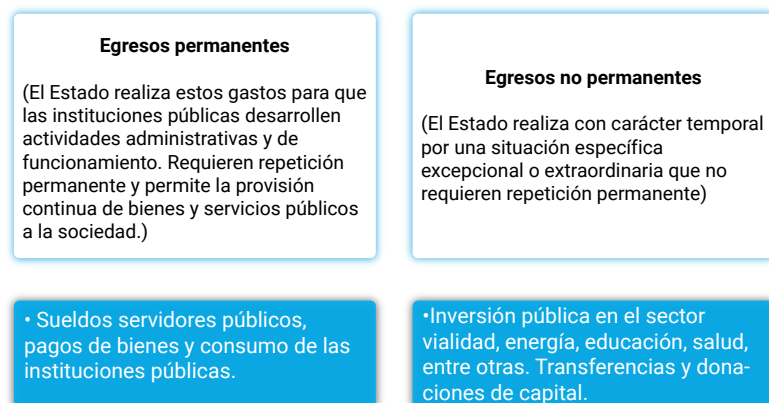 Egresos permanentes
(El Estado realiza estos gastos para que
las instituciones públicas desarrollen
actividades administrativas y de
funcionamiento. Requieren repetición
permanente y permite la provisión
continua de bienes y servicios públicos
a la sociedad.)
Egresos no permanentes
(El Estado realiza con carácter temporal
por una situación específica
excepcional o extraordinaria que no
requieren repetición permanente)
• Sueldos servidores públicos,
pagos de bienes y consumo de las
instituciones públicas.
•Inversión pública en el sector
vialidad, energía, educación, salud,
entre otras. Transferencias y dona-
ciones de capital.